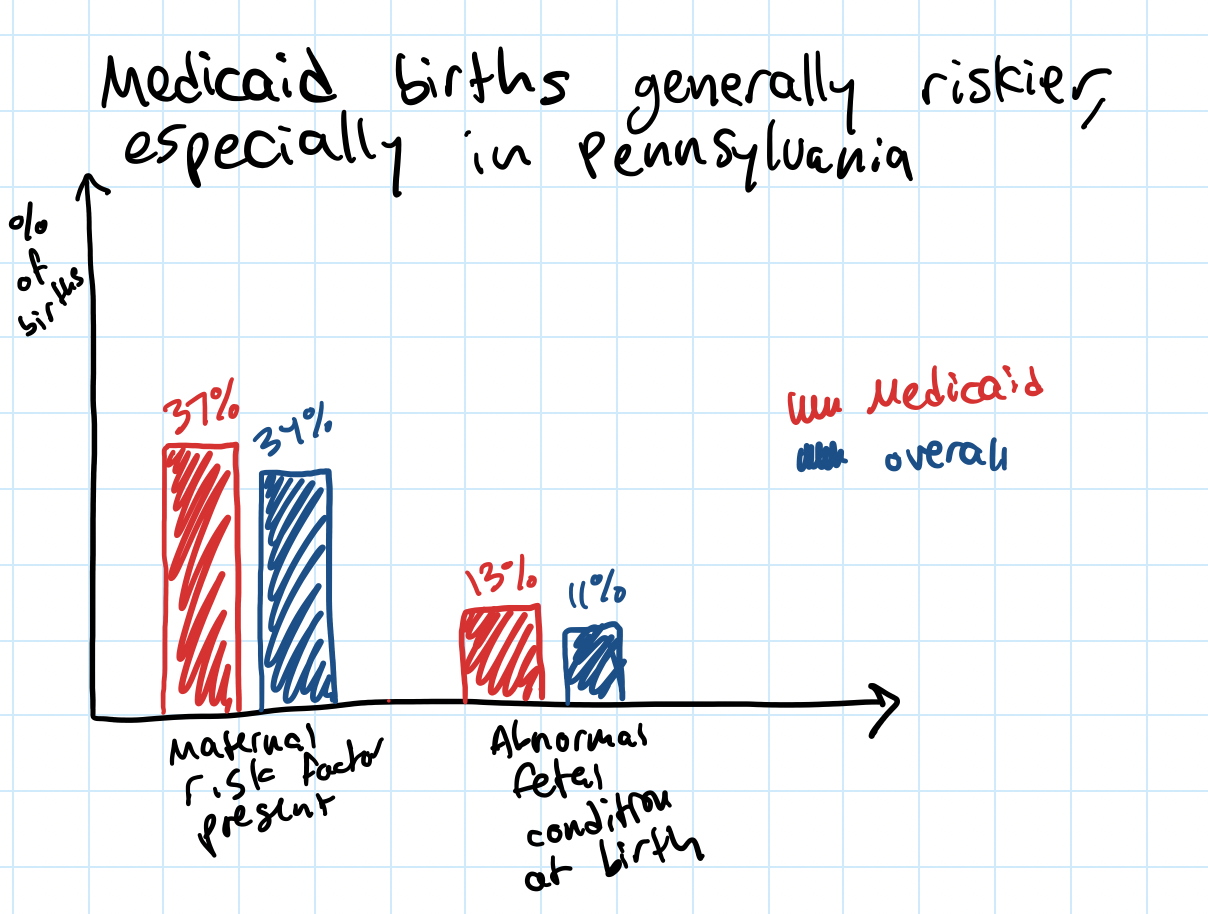 Medicaid births generally riskier,
especially in Pennsylvania
%
of
births
37%
34%
13%
11%
Medicaid
overall
Maternal
risk factor
present
Abnormal
fetal
condition
at birth